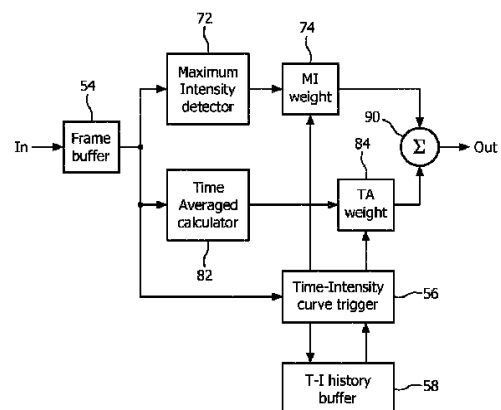 72
Maximum
Intensity
detector
74
MI
weight
54
Frame
buffer
In
90
Σ
Out
84
TA
weight
Time
Averaged
calculator
82
Time-Intensity
curve trigger
56
T-I history
buffer
58